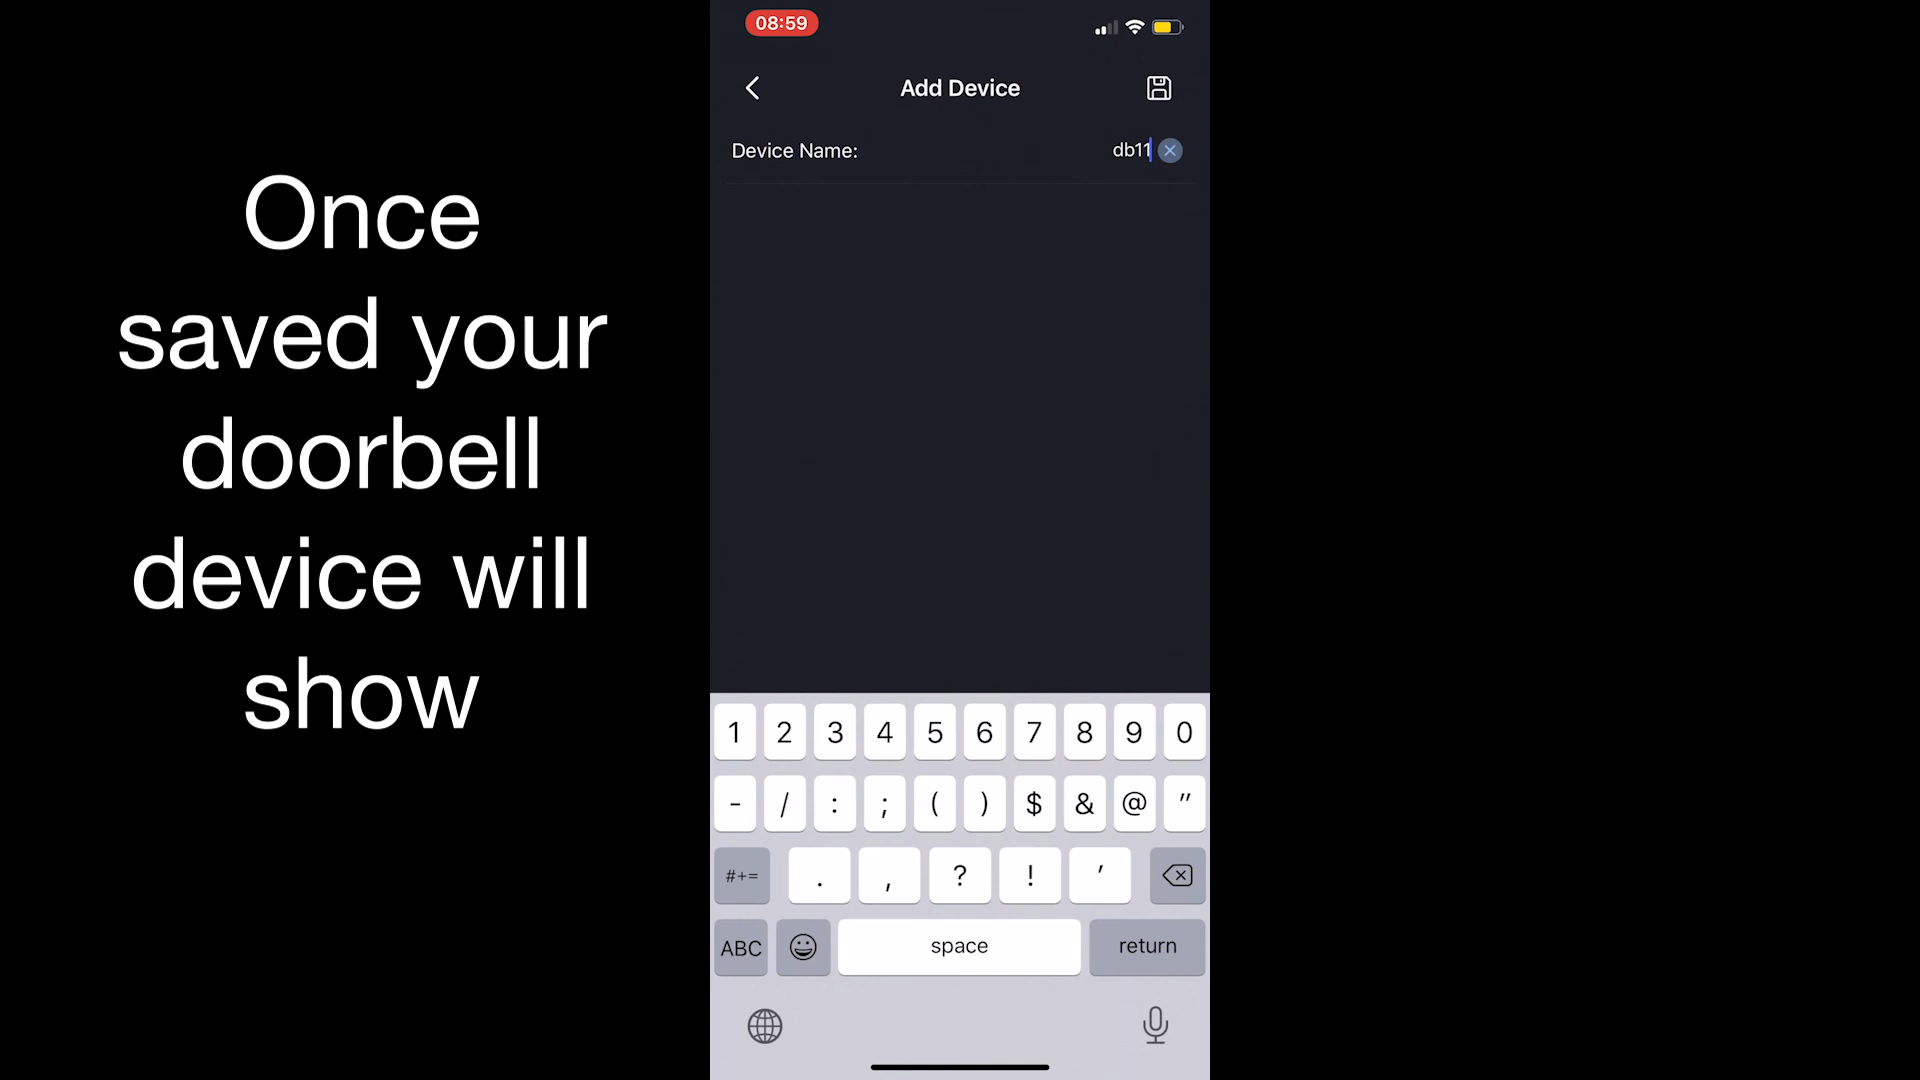 Once
saved your
doorbell
device will
show
08:59
Add Device
Device Name: db11
1 2 3 4 5 6 7 8 9 0
- / : ; ( ) $ & @ "
#+= . , ? ! '
ABC space return